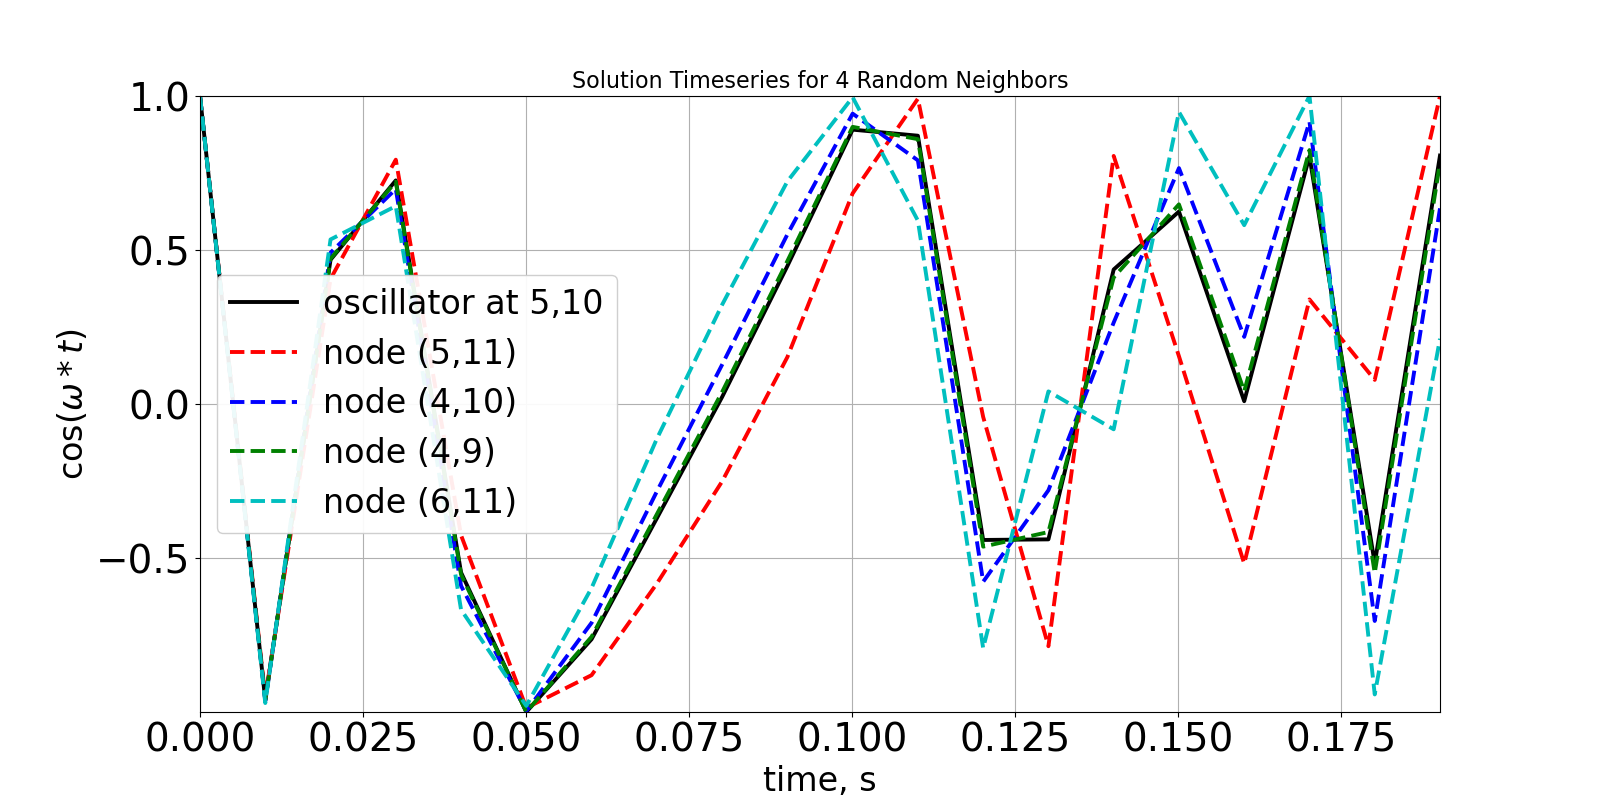 Solution Timeseries for 4 Random Neighbors
1.0
0.5
0.0
−0.5
cos(ω * t)
oscillator at 5,10
node (5,11)
node (4,10)
node (4,9)
node (6,11)
0.000 0.025 0.050 0.075 0.100 0.125 0.150 0.175
time, s